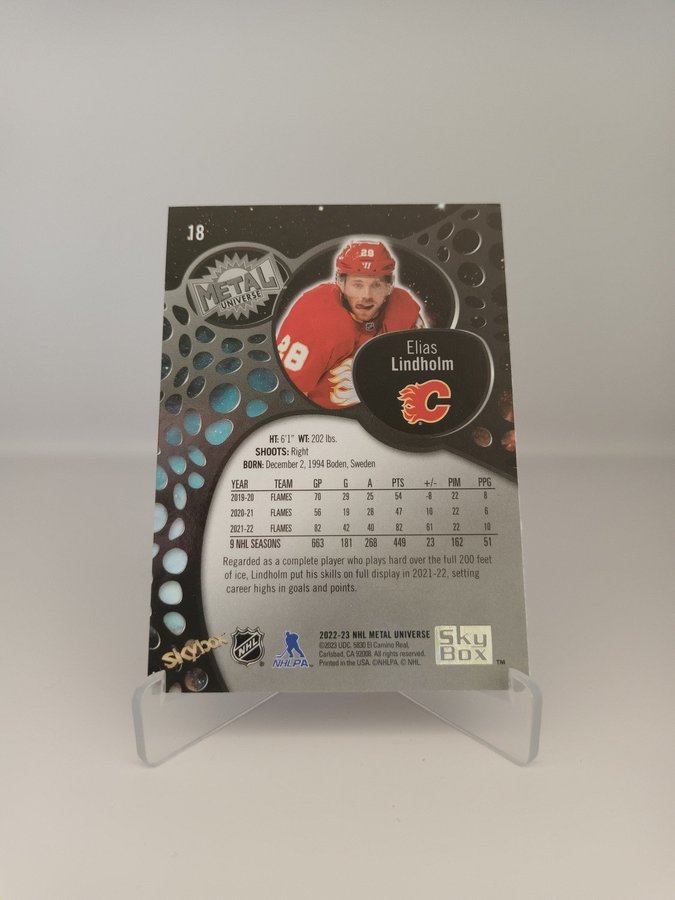 18
METAL
UNIVERSE
28
28
Elias
Lindholm
C
HT: 6'1" WT: 202 lbs.
SHOOTS: Right
BORN: December 2, 1994 Boden, Sweden
YEAR TEAM GP G A PTS +/- PIM PPG
2019-20 FLAMES 70 29 25 54 -8 22 8
2020-21 FLAMES 56 19 28 47 10 22 6
2021-22 FLAMES 82 42 40 82 61 22 10
9 NHL SEASONS 663 181 268 449 23 162 51
Regarded as a complete player who plays hard over the full 200 feet
of ice, Lindholm put his skills on full display in 2021-22, setting
career highs in goals and points.
skybox
NHL
NHLPA
2022-23 NHL METAL UNIVERSE
©2023 UDC. 5830 El Camino Real,
Carlsbad, CA 92008. All rights reserved.
Printed in the USA. ©NHLPA. © NHL.
Sky
Box
TM